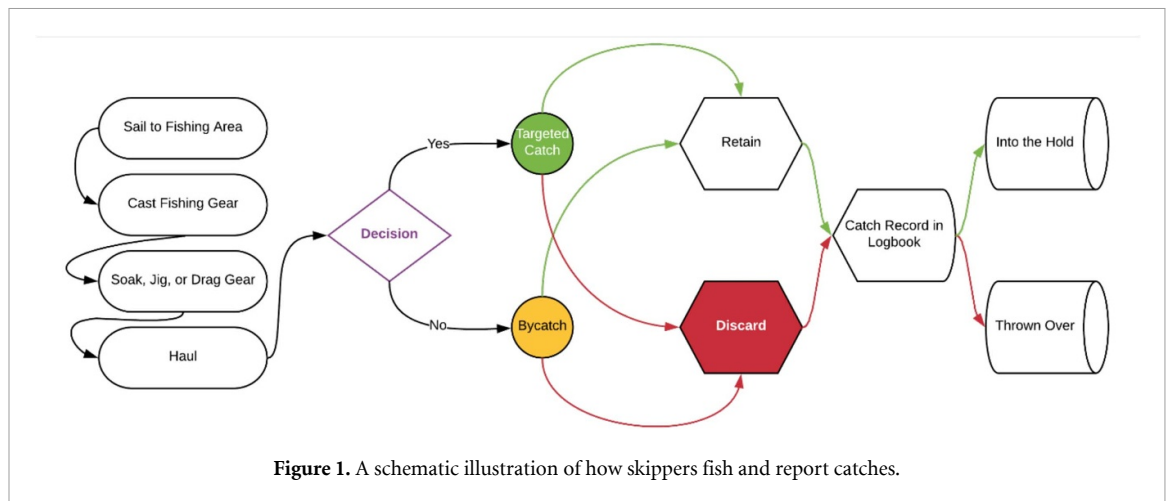 Sail to Fishing Area
Cast Fishing Gear
Soak, Jig, or Drag Gear
Haul
Decision
Yes
No
Targeted
Catch
Bycatch
Retain
Discard
Catch Record in
Logbook
Into the Hold
Thrown Over
Figure 1. A schematic illustration of how skippers fish and report catches.